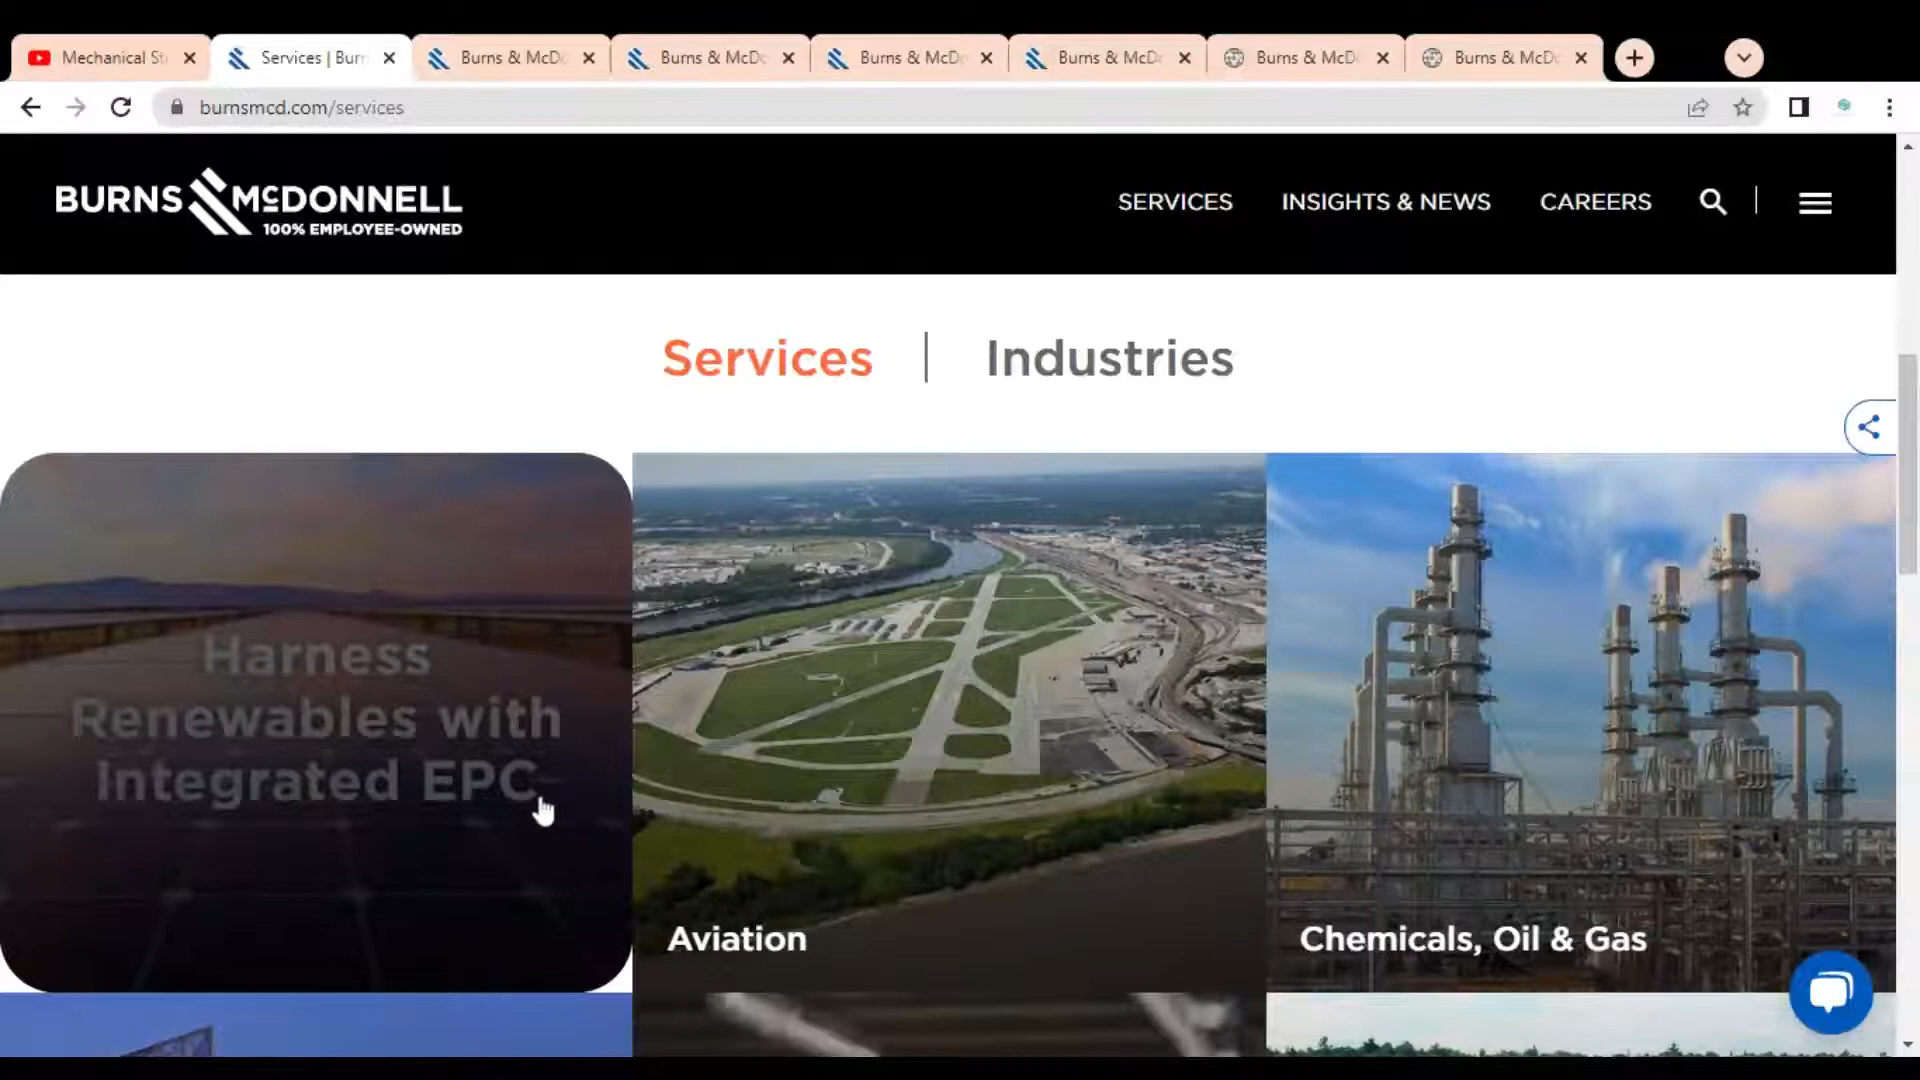 Mechanical St
Services | Burn
Burns & McD
Burns & McD
Burns & McD
Burns & McD
Burns & McD
Burns & McD
burnsmcd.com/services
BURNS McDONNELL
100% EMPLOYEE-OWNED
SERVICES
INSIGHTS & NEWS
CAREERS
Services | Industries
Harness
Renewables with
Integrated EPC
Aviation
Chemicals, Oil & Gas